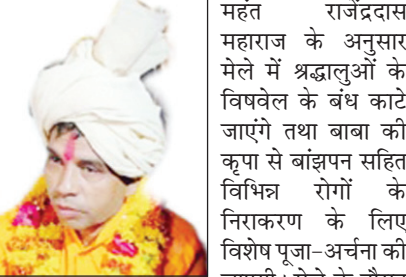 महंत राजेंद्रदास
महाराज के अनुसार
मेले में श्रद्धालुओं के
विषवेल के बंध काटे
जाएंगे तथा बाबा की
कृपा से बांझपन सहित
विभिन्न रोगों के
निराकरण के लिए
विशेष पूजा-अर्चना की